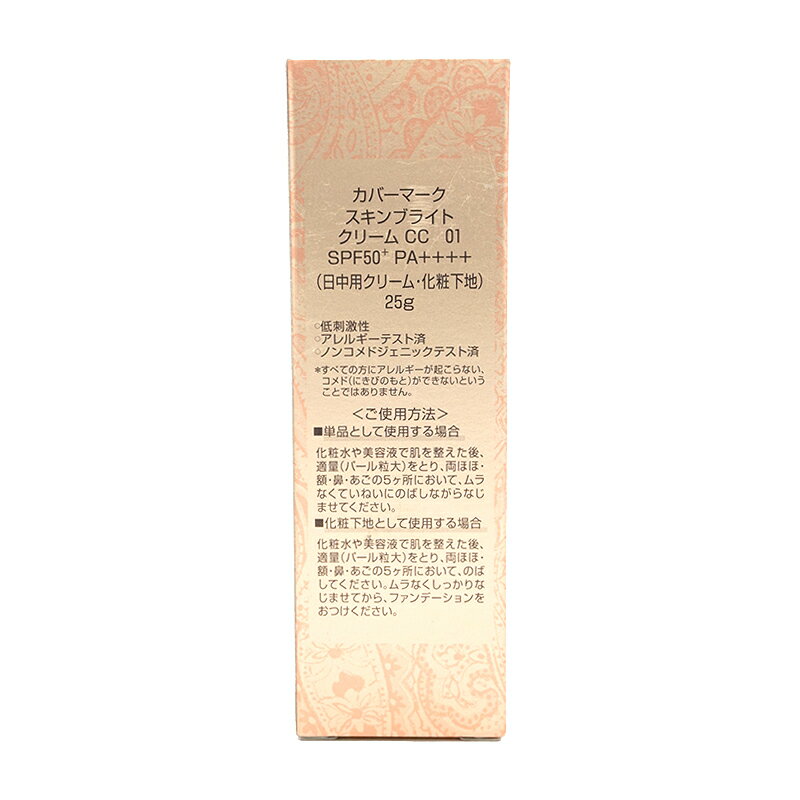 カバーマーク
スキンブライト
クリーム CC 01
SPF50⁺ PA++++
(日中用クリーム・化粧下地)
25g
○低刺激性
○アレルギーテスト済
○ノンコメドジェニックテスト済
*すべての方にアレルギーが起こらない、
コメド(にきびのもと)ができないという
ことではありません。
<ご使用方法>
■単品として使用する場合
化粧水や美容液で肌を整えた後、
適量(パール粒大)をとり、両ほほ・
額・鼻・あごの5ヶ所において、ムラ
なくていねいにのばしながらなじ
ませてください。
■化粧下地として使用する場合
化粧水や美容液で肌を整えた後、
適量(パール粒大)をとり、両ほほ・
額・鼻・あごの5ヶ所において、のば
してください。ムラなくしっかりな
じませてから、ファンデーションを
おつけください。